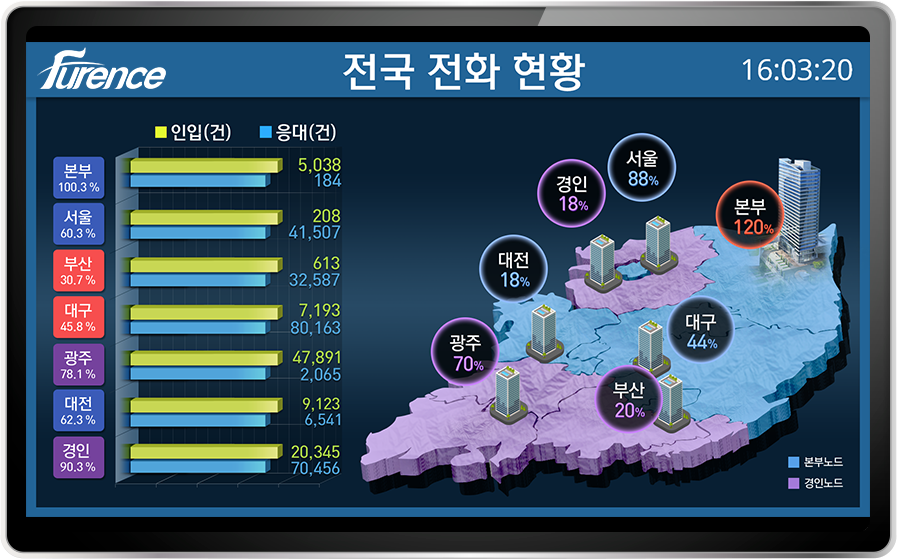 Furence
전국 전화 현황
16:03:20
인입(건) 응대(건)
본부
100,3 %
5,038
184
서울
60,3 %
208
41,507
부산
30.7 %
613
32,587
대구
45.8 %
7,193
80,163
광주
78.1 %
47,891
2,065
대전
62.3 %
9,123
6,541
경인
90.3 %
20,345
70,456
서울
88%
경인
18%
본부
120%
대전
18%
대구
44%
광주
70%
부산
20%
본부노드
경인노드